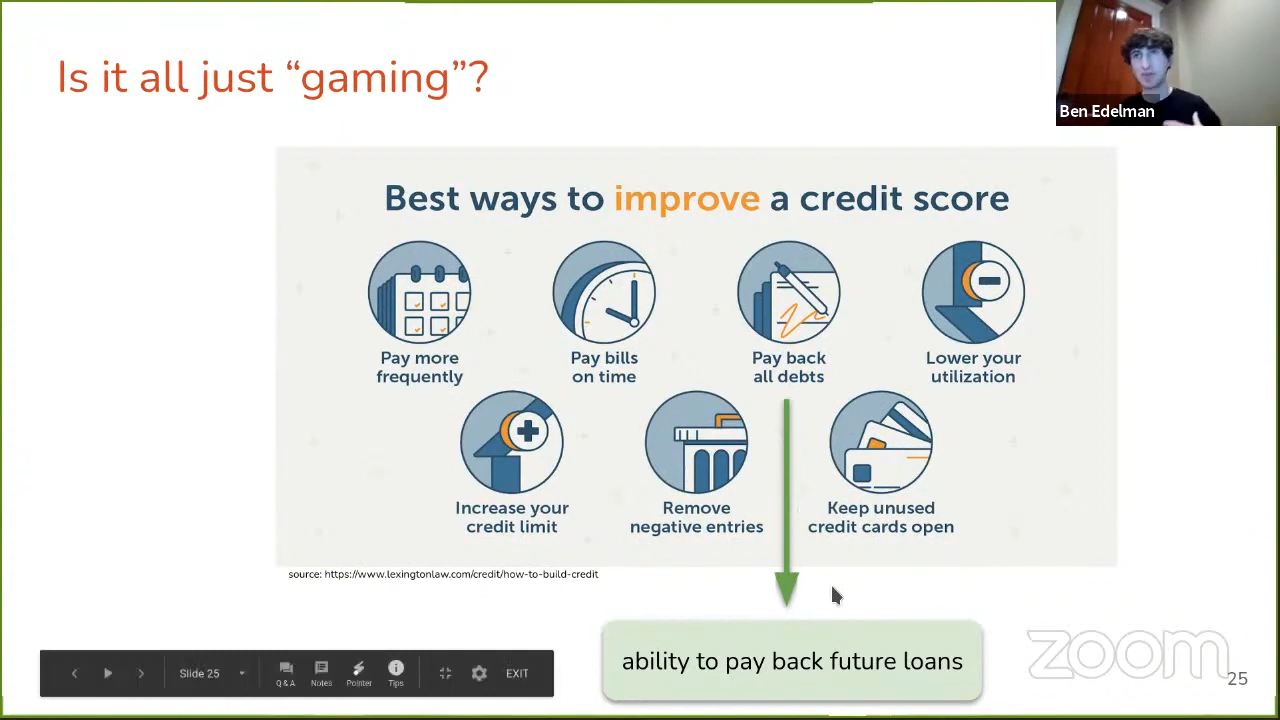 Is it all just “gaming”?
Ben Edelman
Best ways to improve a credit score
Pay more
frequently
Pay bills
on time
Pay back
all debts
Lower your
utilization
Increase your
credit limit
Remove
negative entries
Keep unused
credit cards open
source: https://www.lexingtonlaw.com/credit/how-to-build-credit
ability to pay back future loans
Slide 25
Q & A
Notes
Pointer
Tips
EXIT
zoom
25